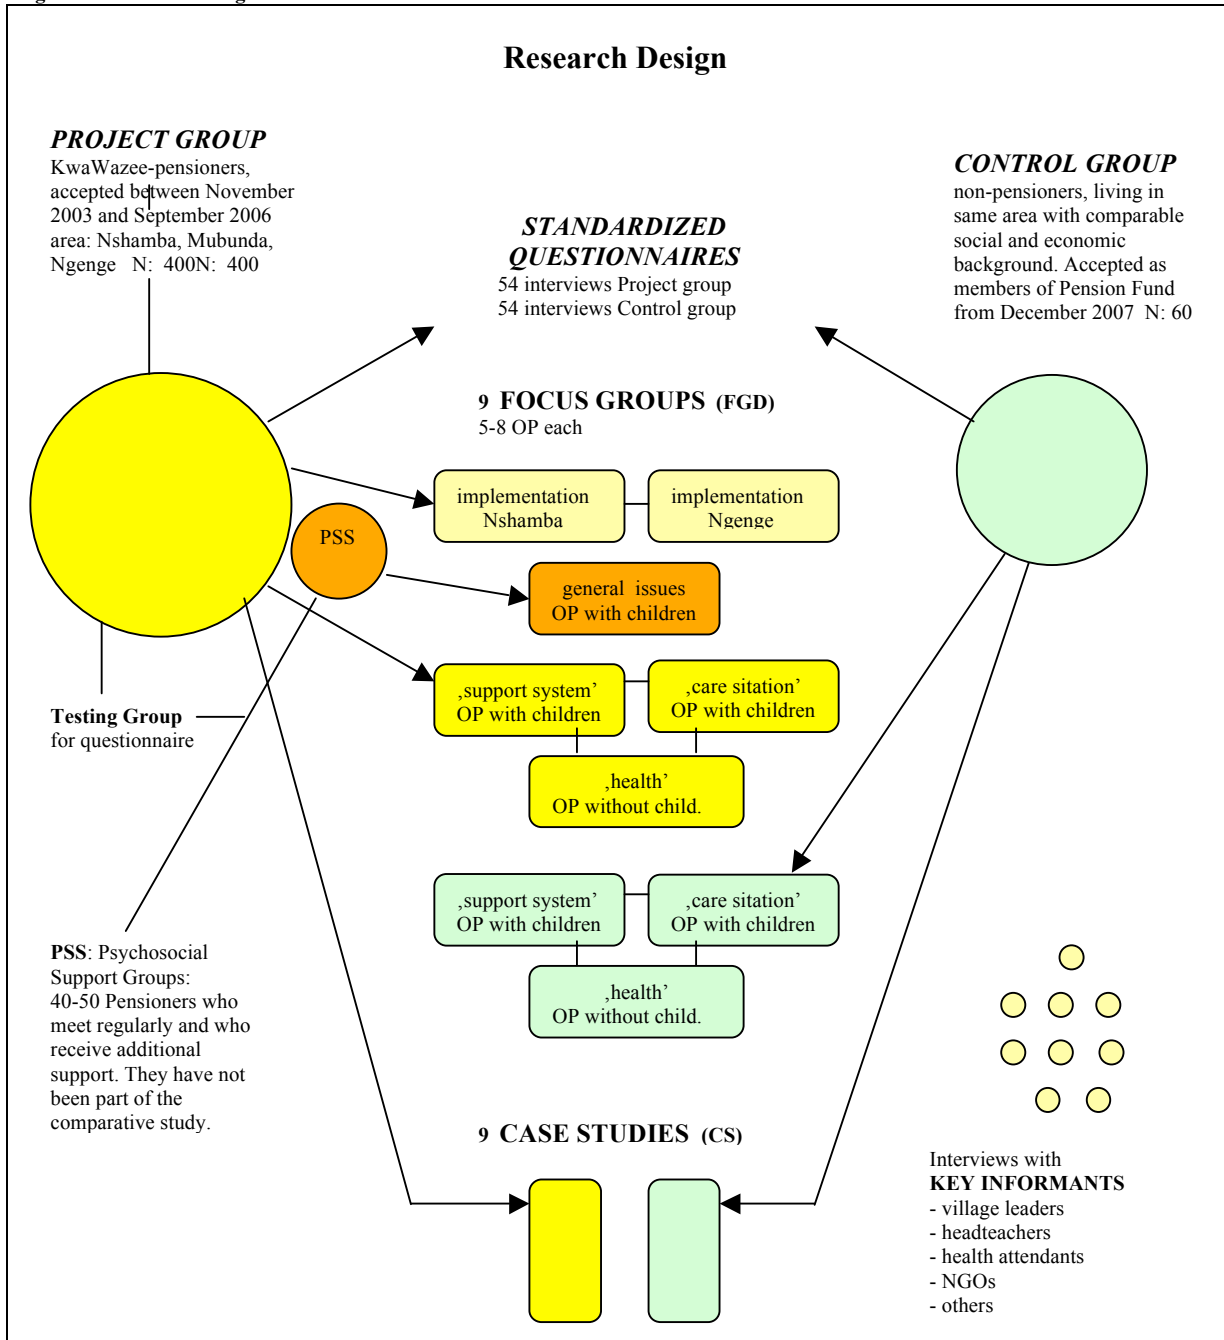 Research Design
PROJECT GROUP
KwaWazee-pensioners,
accepted between November
2003 and September 2006
area: Nshamba, Mubunda,
Ngenge N: 400N: 400
STANDARDIZED
QUESTIONNAIRES
54 interviews Project group
54 interviews Control group
CONTROL GROUP
non-pensioners, living in
same area with comparable
social and economic
background. Accepted as
members of Pension Fund
from December 2007 N: 60
9 FOCUS GROUPS (FGD)
5-8 OP each
implementation
Nshamba
implementation
Ngenge
PSS
general issues
OP with children
‚support system’
OP with children
‚care sitation’
OP with children
‚health’
OP without child.
Testing Group
for questionnaire
‚support system’
OP with children
‚care sitation’
OP with children
‚health’
OP without child.
PSS: Psychosocial
Support Groups:
40-50 Pensioners who
meet regularly and who
receive additional
support. They have not
been part of the
comparative study.
9 CASE STUDIES (CS)
Interviews with
KEY INFORMANTS
- village leaders
- headteachers
- health attendants
- NGOs
- others